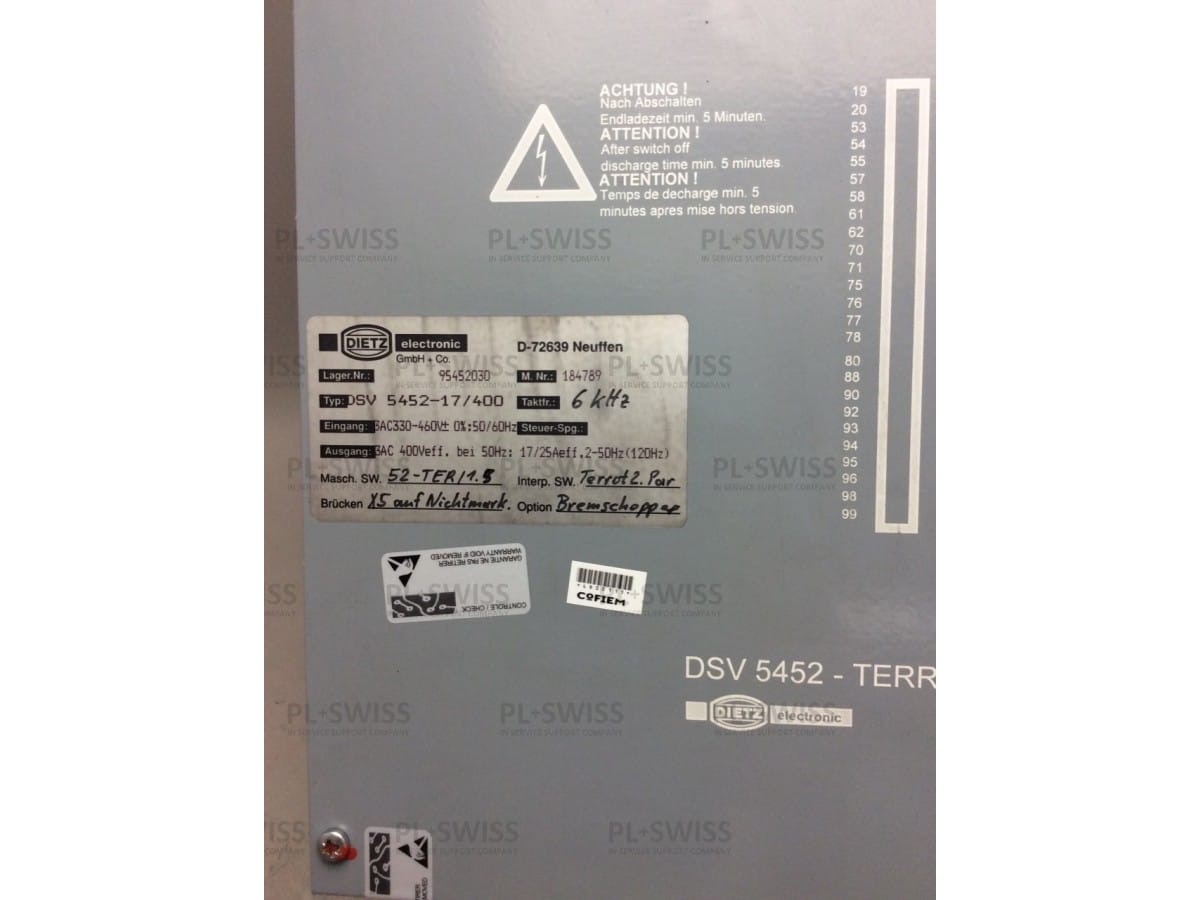 ACHTUNG !
Nach Abschalten
Endladezeit min. 5 Minuten.
ATTENTION !
After switch off
discharge time min. 5 minutes.
ATTENTION !
Temps de decharge min. 5
minutes apres mise hors tension.
19
20
53
54
55
57
58
61
62
70
71
75
76
77
78
80
88
90
92
93
94
95
96
98
99
DIETZ electronic D-72639 Neuffen
GmbH + Co.
Lager.Nr.: 95452030 M. Nr.: 184789
Typ: DSV 5452-17/400 Taktfr.: 6 kHz
Eingang: 3AC330-460V± 0%:50/60Hz Steuer-Spg.:
Ausgang: 3AC 400Veff. bei 50Hz: 17/25Aeff.2-50Hz(120Hz)
Masch. SW. 52-TER/1.5 Interp. SW. Terrot2.Par
Brücken X5 auf Nichtmark. Option Bremschopper
GARANTIE NE PAS RETIRER
WARRANTY VOID IF REMOVED
CONTROLE / CHECK
COFIEM
DSV 5452 - TERR
DIETZ electronic
PL+SWISS
IN SERVICE SUPPORT COMPANY